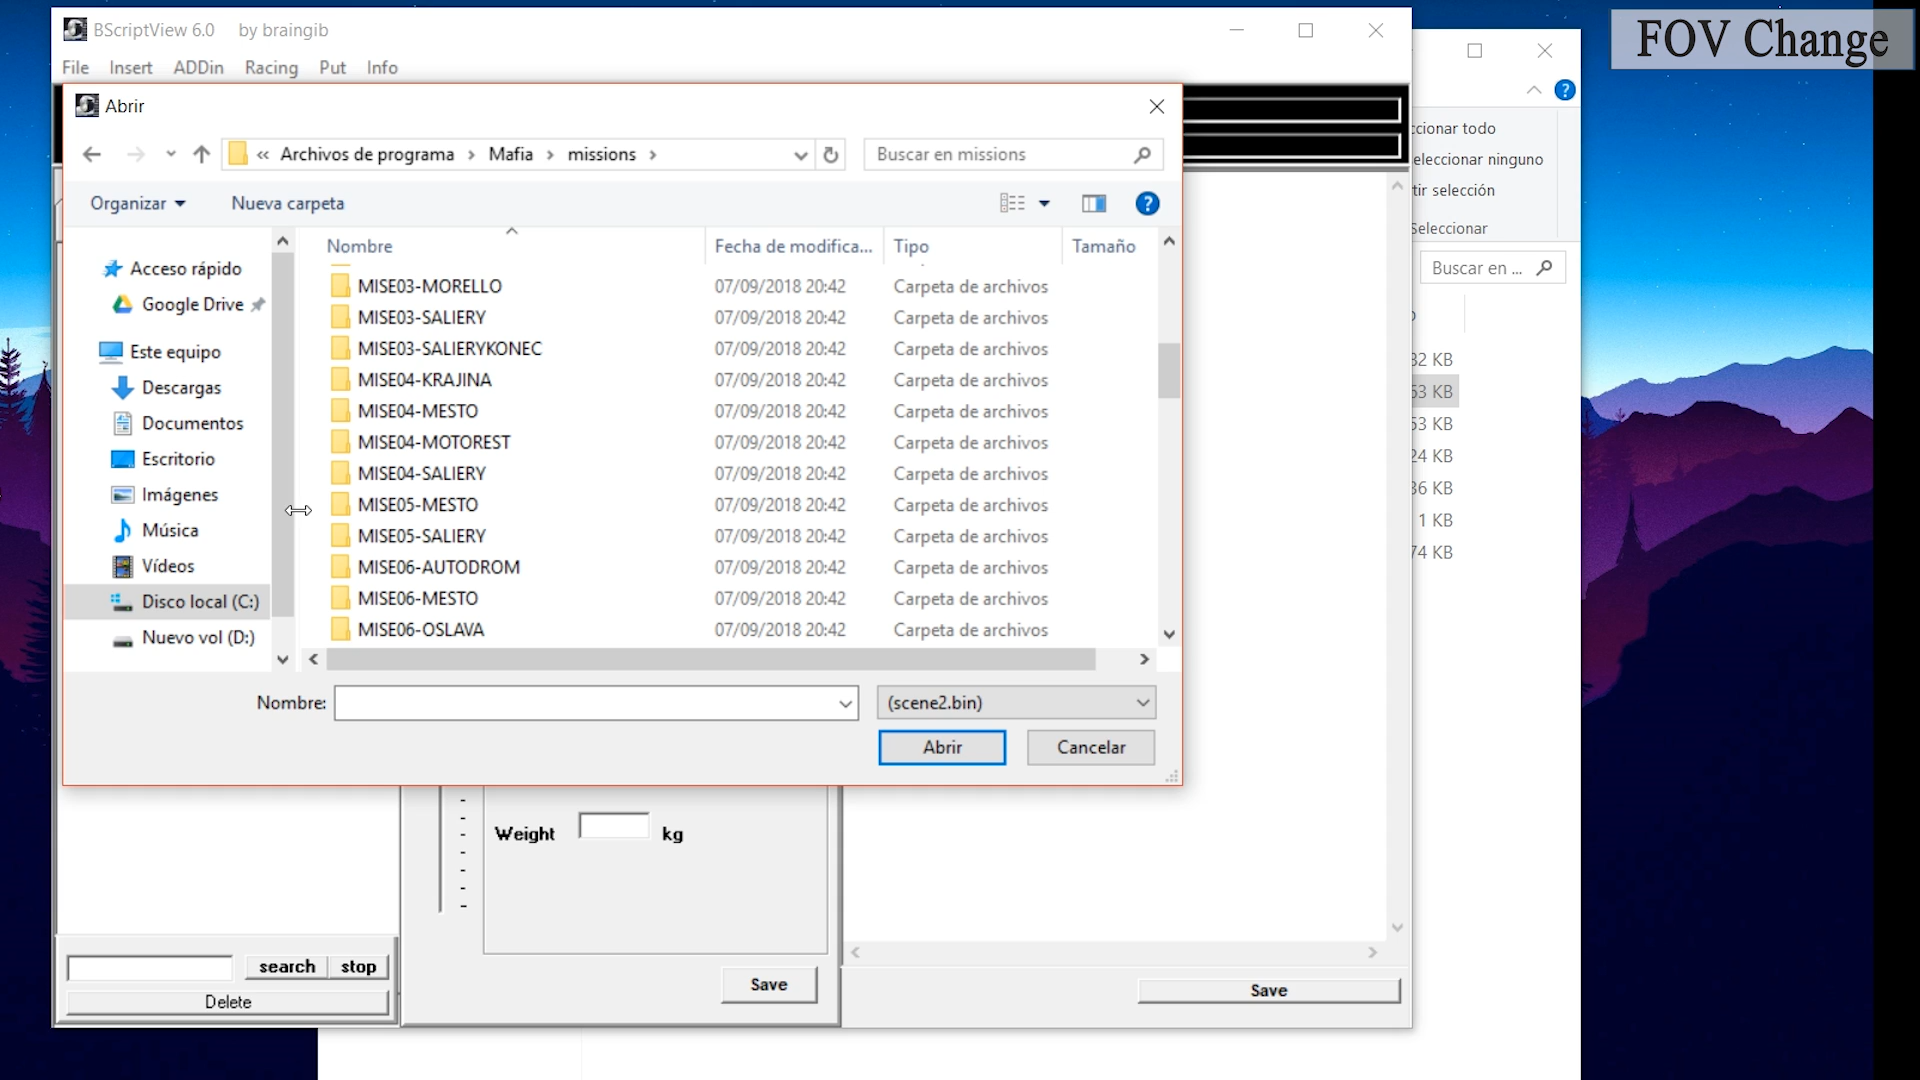 BScriptView 6.0 by braingib
FOV Change
File Insert ADDin Racing Put Info
Abrir
« Archivos de programa › Mafia › missions ›
Buscar en missions
Organizar
Nueva carpeta
Acceso rápido
Google Drive
Este equipo
Descargas
Documentos
Escritorio
Imágenes
Música
Vídeos
Disco local (C:)
Nuevo vol (D:)
Nombre Fecha de modifica... Tipo Tamaño
MISE03-MORELLO 07/09/2018 20:42 Carpeta de archivos
MISE03-SALIERY 07/09/2018 20:42 Carpeta de archivos
MISE03-SALIERYKONEC 07/09/2018 20:42 Carpeta de archivos
MISE04-KRAJINA 07/09/2018 20:42 Carpeta de archivos
MISE04-MESTO 07/09/2018 20:42 Carpeta de archivos
MISE04-MOTOREST 07/09/2018 20:42 Carpeta de archivos
MISE04-SALIERY 07/09/2018 20:42 Carpeta de archivos
MISE05-MESTO 07/09/2018 20:42 Carpeta de archivos
MISE05-SALIERY 07/09/2018 20:42 Carpeta de archivos
MISE06-AUTODROM 07/09/2018 20:42 Carpeta de archivos
MISE06-MESTO 07/09/2018 20:42 Carpeta de archivos
MISE06-OSLAVA 07/09/2018 20:42 Carpeta de archivos
Nombre:
(scene2.bin)
Abrir
Cancelar
ccionar todo
eleccionar ninguno
tir selección
Seleccionar
Buscar en ...
32 KB
53 KB
53 KB
24 KB
36 KB
1 KB
74 KB
Weight kg
Save
search stop
Delete
Save